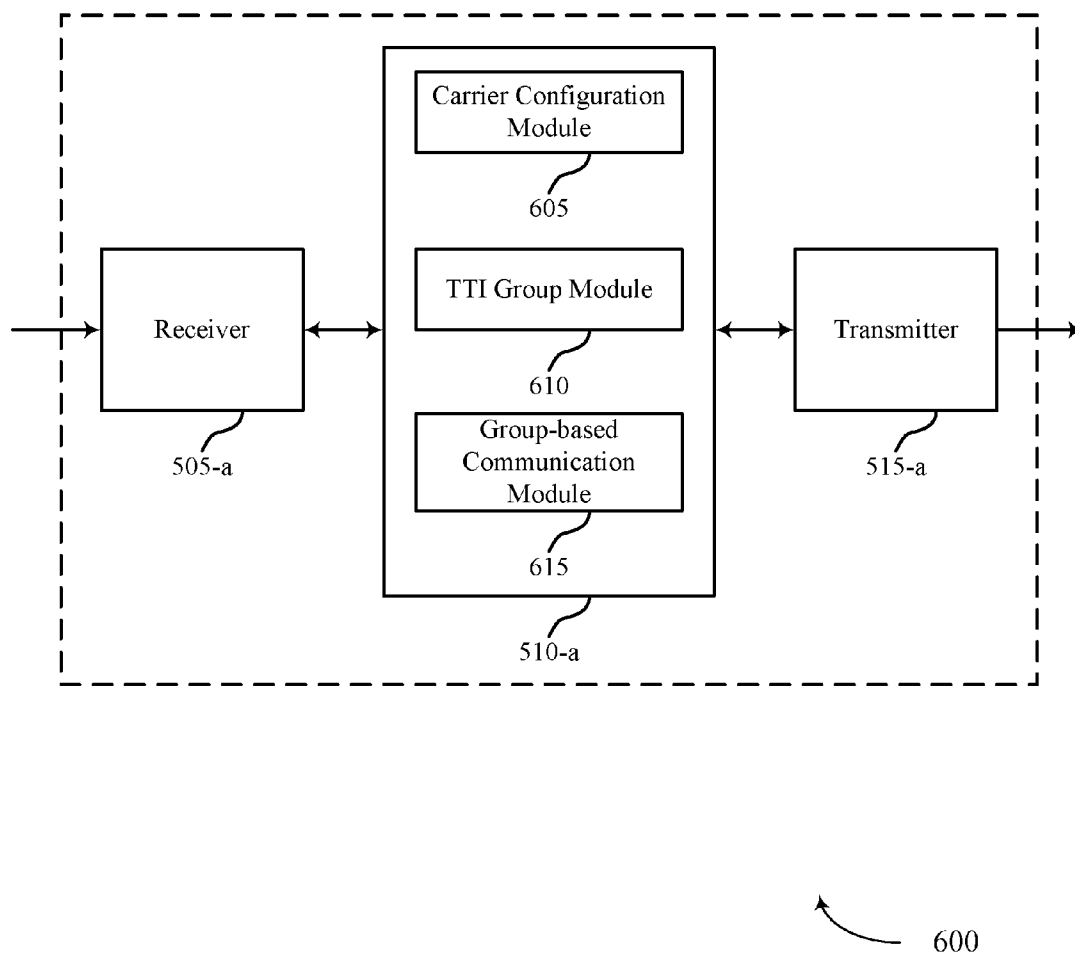 Carrier Configuration
Module
605
Receiver
505-a
TTI Group Module
610
Transmitter
515-a
Group-based
Communication
Module
615
510-a
600